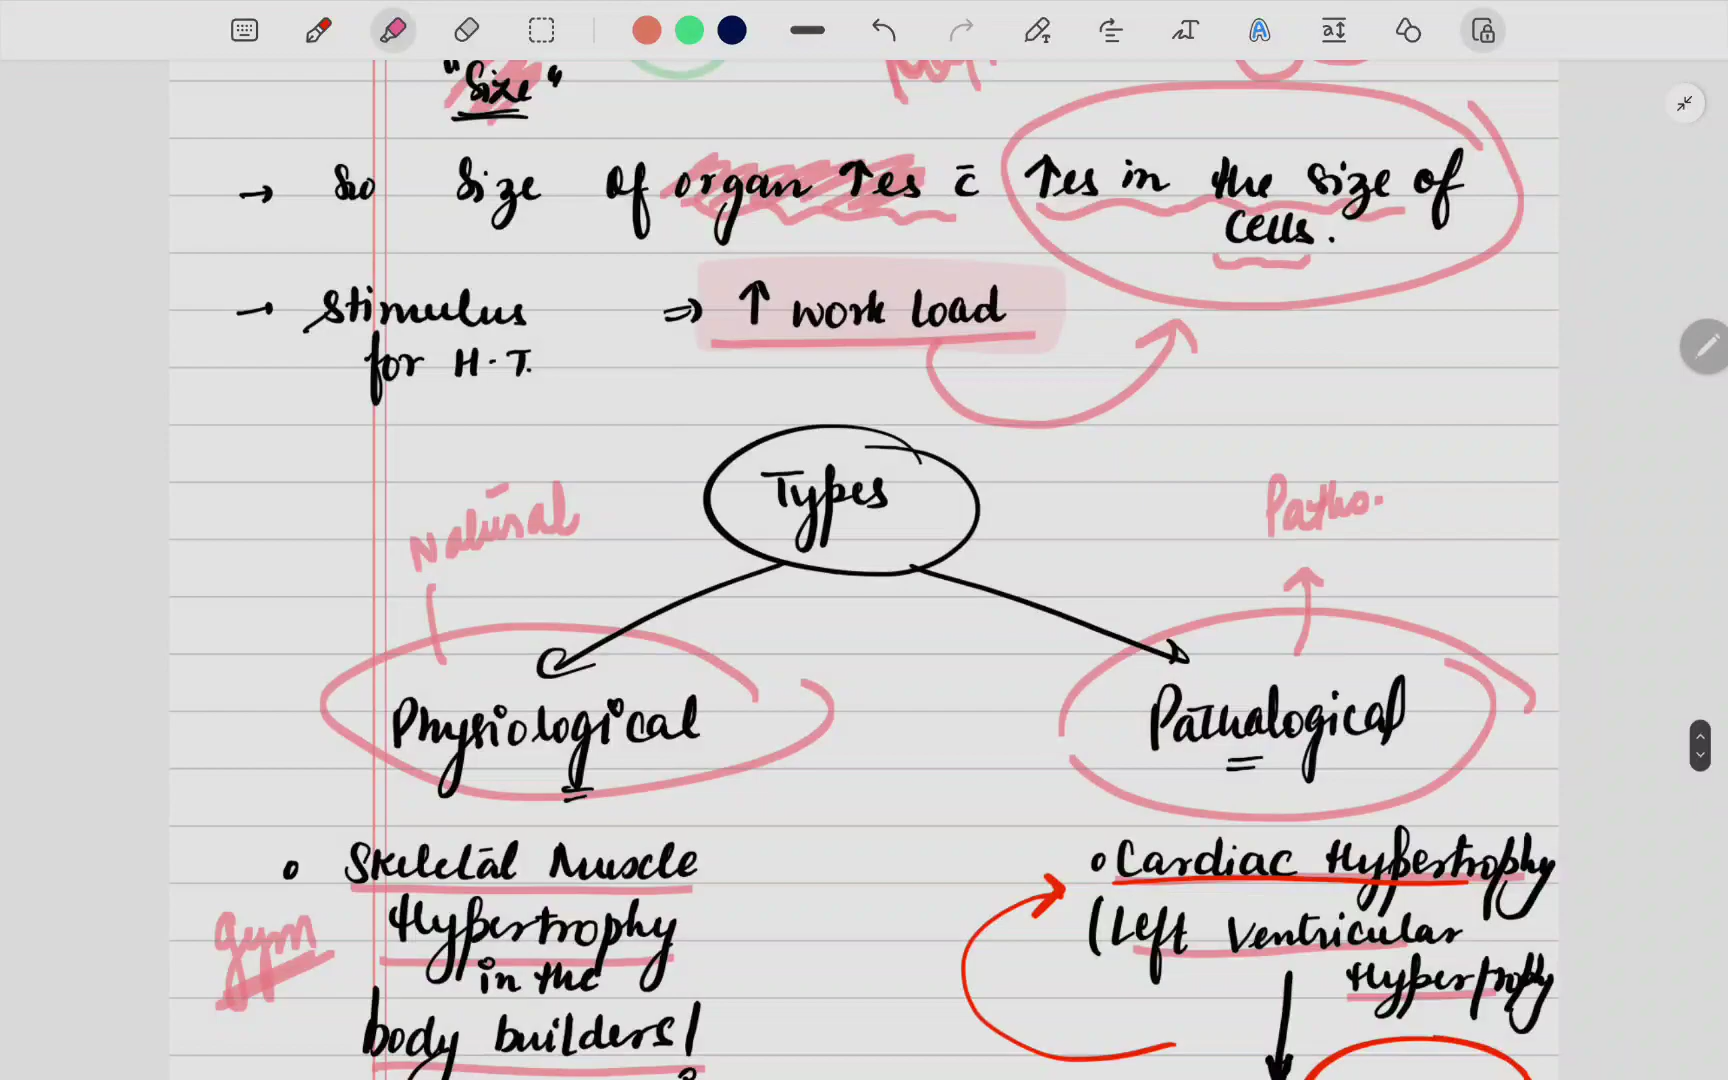 "Size"
→ So Size of organ ↑es c̄ ↑es in the size of
cells.
→ Stimulus ⇒ ↑ work load
for H.T.
Types
Natural
Patho.
Physiological
Pathalogical
• Skeletal Muscle
Hypertrophy
in the
body builders/
gym
• Cardiac Hypertrophy
(Left Ventricular
Hypertrophy